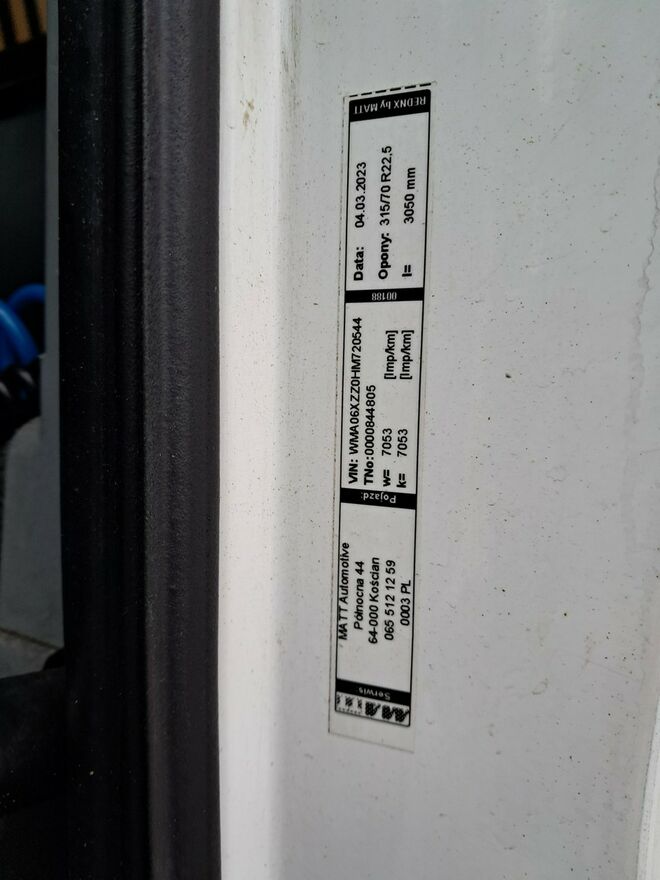 Serwis
MATT Automotive
Północna 44
64-000 Kościan
065 512 12 59
0003 PL
Pojazd:
VIN: WMA06XZZ0HM720544
TNo:0000844805
w= 7053 [Imp/km]
k= 7053 [Imp/km]
00188
Data: 04.03.2023
Opony: 315/70 R22,5
l= 3050 mm
REDNX by MATT